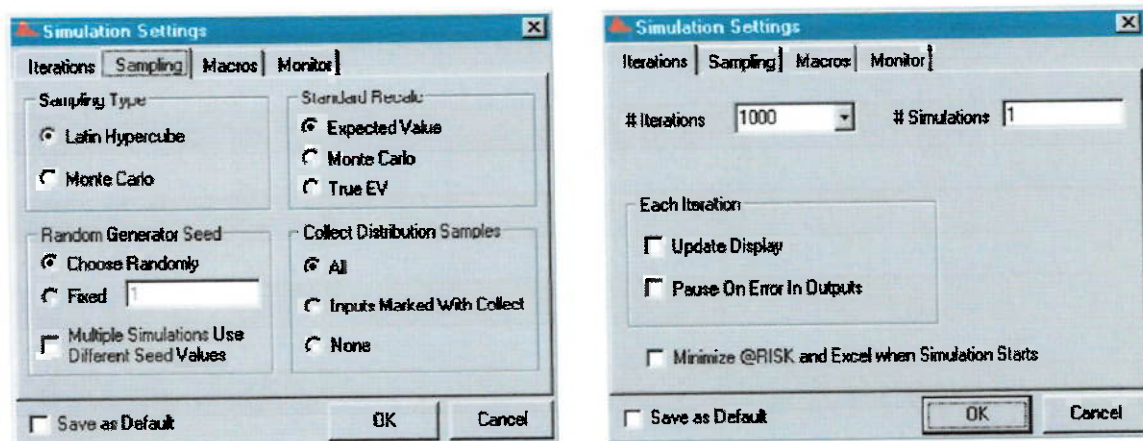 Simulation Settings
Iterations Sampling Macros Monitor
Sampling Type
Latin Hypercube
Monte Carlo
Standard Recalc
Expected Value
Monte Carlo
True EV
Random Generator Seed
Choose Randomly
Fixed 1
Multiple Simulations Use
Different Seed Values
Collect Distribution Samples
All
Inputs Marked With Collect
None
Save as Default OK Cancel
Simulation Settings
Iterations Sampling Macros Monitor
# Iterations 1000 # Simulations 1
Each Iteration
Update Display
Pause On Error In Outputs
Minimize @RISK and Excel when Simulation Starts
Save as Default OK Cancel